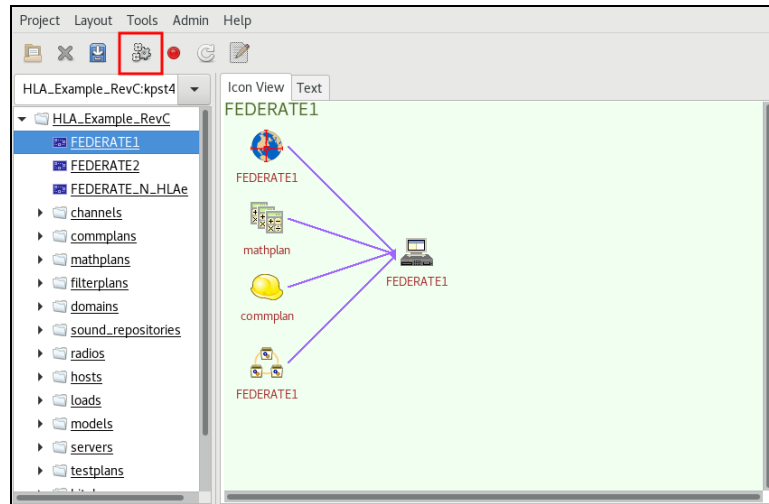 Project Layout Tools Admin Help
HLA_Example_RevC:kpst4
Icon View Text
HLA_Example_RevC
FEDERATE1
FEDERATE2
FEDERATE_N_HLAe
channels
commplans
mathplans
filterplans
domains
sound_repositories
radios
hosts
loads
models
servers
testplans
FEDERATE1
FEDERATE1
mathplan
commplan
FEDERATE1
FEDERATE1